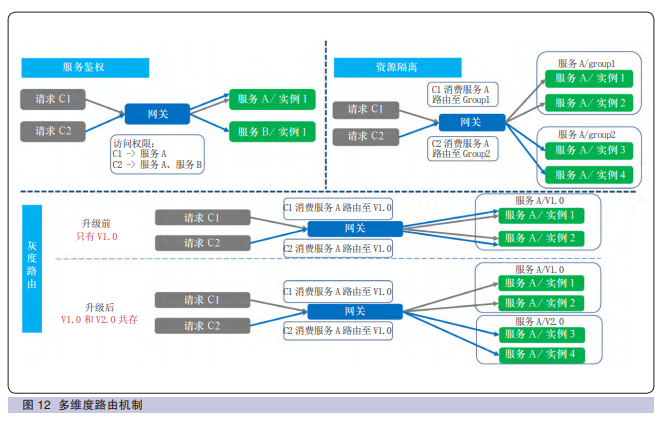 服务鉴权
请求 C1
请求 C2
网关
服务 A/ 实例 1
服务 B/ 实例 1
访问权限:
C1 -> 服务 A
C2 -> 服务 A、服务 B
资源隔离
请求 C1
请求 C2
C1 消费服务 A
路由至 Group1
网关
C2 消费服务 A
路由至 Group2
服务 A/group1
服务 A/ 实例 1
服务 A/ 实例 2
服务 A/group2
服务 A/ 实例 3
服务 A/ 实例 4
灰度路由
升级前
只有 V1.0
请求 C1
请求 C2
C1 消费服务 A 路由至 V1.0
网关
C2 消费服务 A 路由至 V1.0
服务 A/V1.0
服务 A/ 实例 1
服务 A/ 实例 2
升级后
V1.0 和 V2.0 共存
请求 C1
请求 C2
C1 消费服务 A 路由至 V1.0
网关
C2 消费服务 A 路由至 V1.0
服务 A/V1.0
服务 A/ 实例 1
服务 A/ 实例 2
服务 A/V2.0
服务 A/ 实例 3
服务 A/ 实例 4
图 12 多维度路由机制